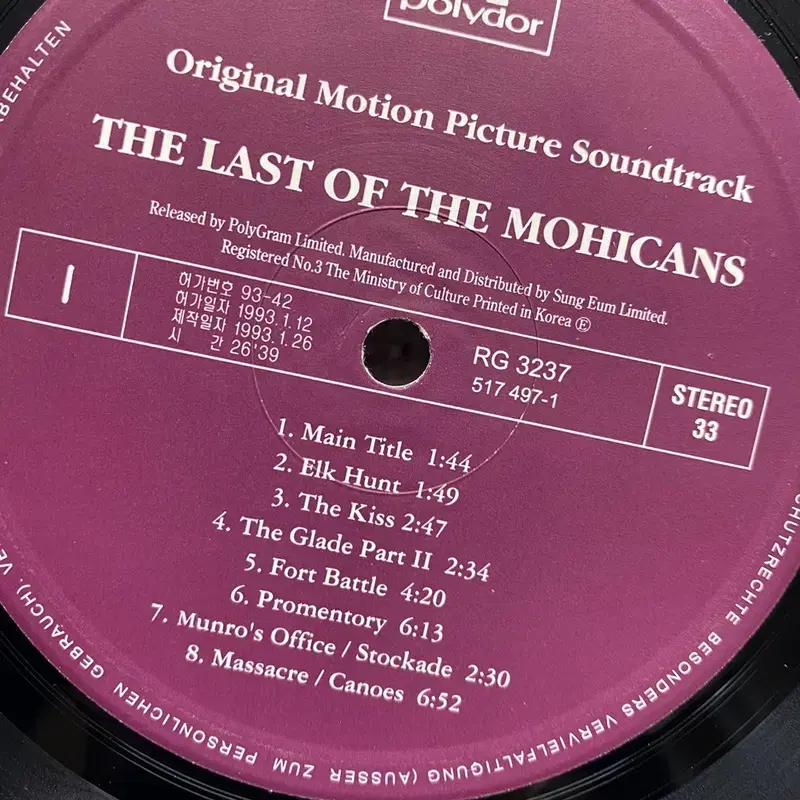 polydor
Original Motion Picture Soundtrack
THE LAST OF THE MOHICANS
Released by PolyGram Limited. Manufactured and Distributed by Sung Eum Limited.
Registered No.3 The Ministry of Culture Printed in Korea Ⓔ
I
허가번호 93-42
허가일자 1993.1.12
제작일자 1993.1.26
시 간 26'39
RG 3237
517 497-1
STEREO
33
1. Main Title 1:44
2. Elk Hunt 1:49
3. The Kiss 2:47
4. The Glade Part II 2:34
5. Fort Battle 4:20
6. Promentory 6:13
7. Munro's Office / Stockade 2:30
8. Massacre / Canoes 6:52
BESONDERS VERVIELFÄLTIGUNG (AUSSER ZUM PERSONLICHEN GEBRAUCH),